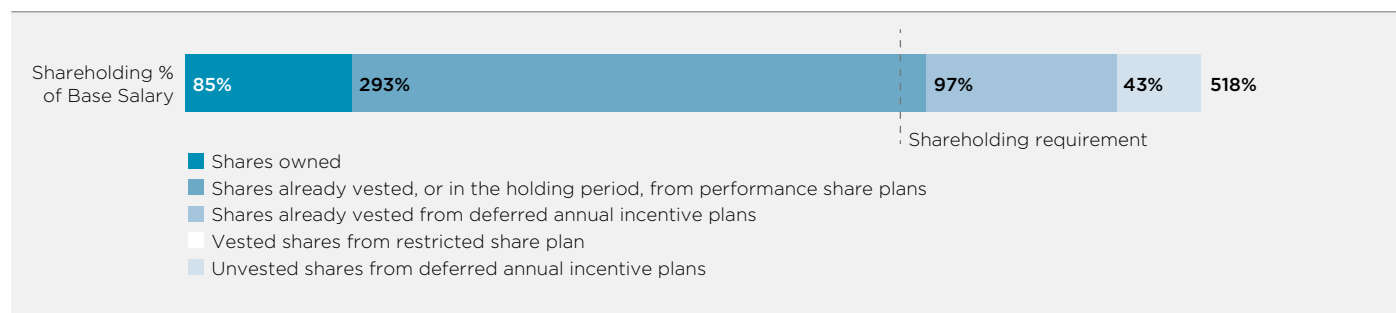 Shareholding %
of Base Salary
85% 293% 97% 43% 518%
Shareholding requirement
Shares owned
Shares already vested, or in the holding period, from performance share plans
Shares already vested from deferred annual incentive plans
Vested shares from restricted share plan
Unvested shares from deferred annual incentive plans